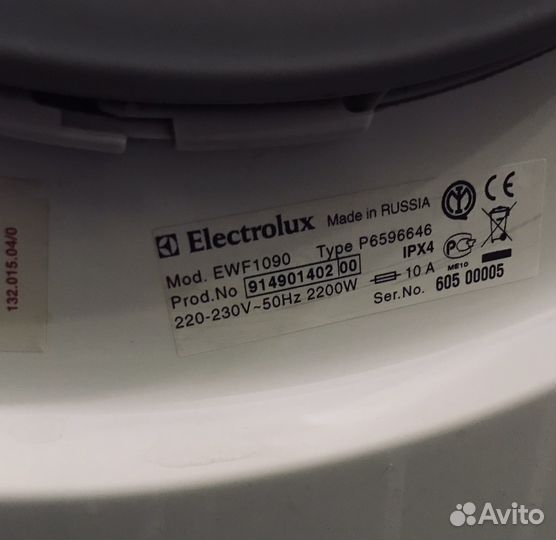 132.015.04/0
Electrolux Made in RUSSIA
Mod. EWF1090 Type P6596646
Prod.No 914901402 00 IPX4
220-230V~50Hz 2200W 10 A ME10
Ser.No. 605 00005
CE
Avito